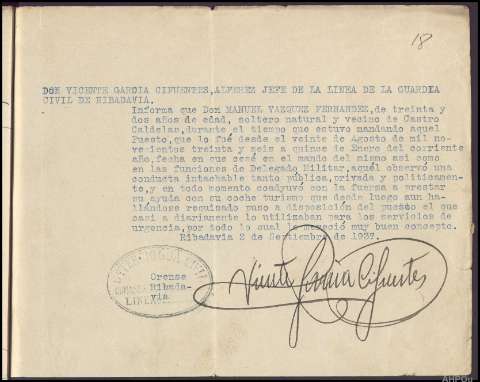 18
DON VICENTE GARCIA CIFUENTES, ALFEREZ JEFE DE LA LINEA DE LA GUARDIA
CIVIL DE RIBADAVIA.
Informa que Don MANUEL VAZQUEZ FERNANDEZ, de treinta y
dos años de edad, soltero natural y vecino de Castro
Caldelas, durante el tiempo que estuvo mandando aquel
Puesto, que lo fué desde el veinte de Agosto de mil no-
vecientos treinta y seis a quince de Enero del corriente
año, fecha en que cesó en el mando del mismo asi como
en las funciones de Delegado Militar, aquél observó una
conducta intachable tanto pública, privada y politicamen-
te, y en todo momento coadyuvó con la fuerza a prestar
su ayuda con su coche turismo que desde luego aun ha-
llándose requisado puso a disposición del puesto el que
casi a diariamente lo utilizaban para los servicios de
urgencia, por todo lo cual le mereció muy buen concepto.
Ribadavia 2 de Septiembre de 1937.
Orense
Ribada-
via
Vicente Garcia Cifuentes
AHPOu